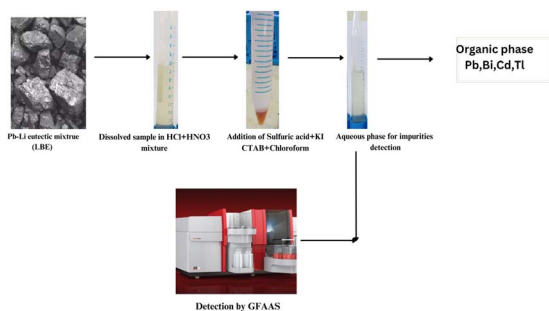 Organic phase
Pb,Bi,Cd,Tl
Pb-Li eutectic mixtrue
(LBE)
Dissolved sample in HCl+HNO3
mixture
Addition of Sulfuric acid+KI
CTAB+Chloroform
Aqueous phase for impurities
detection
Detection by GFAAS